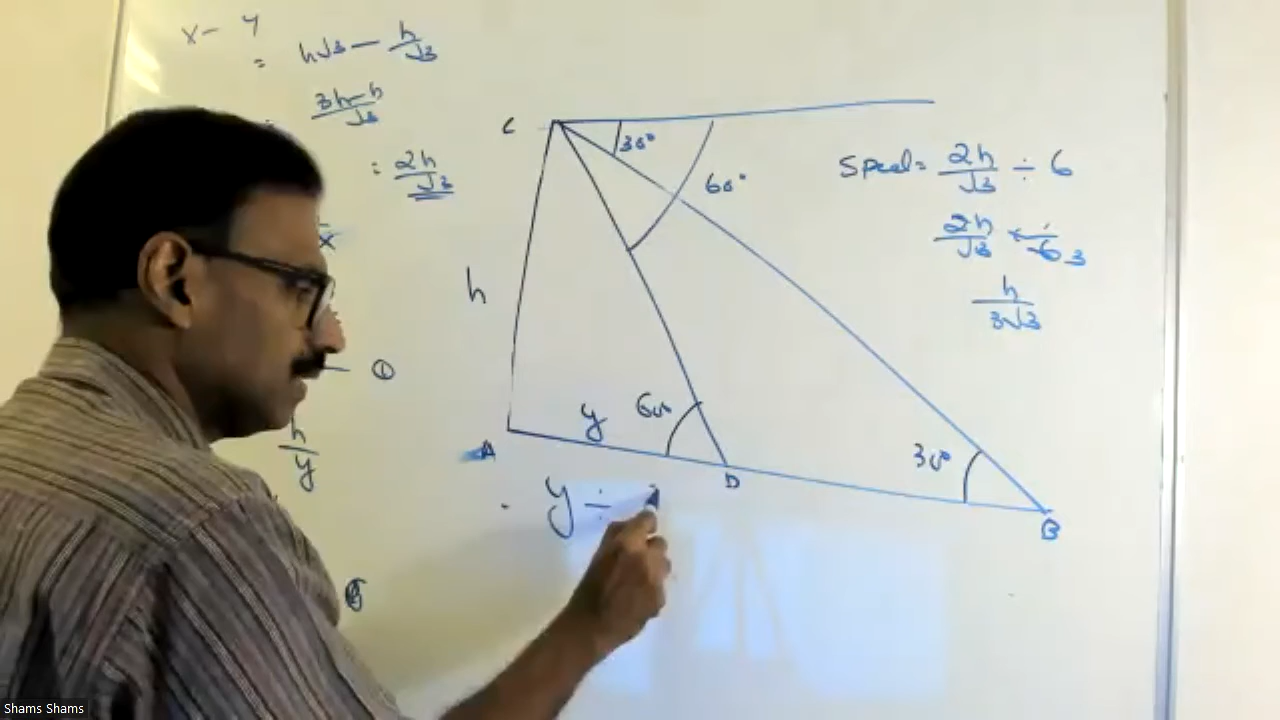 x - y
= h√3 - h/√3
3h - h/√3
= 2h/√3
x
①
h/y
C
30°
60°
h
y
60°
30°
A
D
B
y ÷
Speed = 2h/√3 ÷ 6
2h/√3 × 1/6 3
h/3√3
Shams Shams